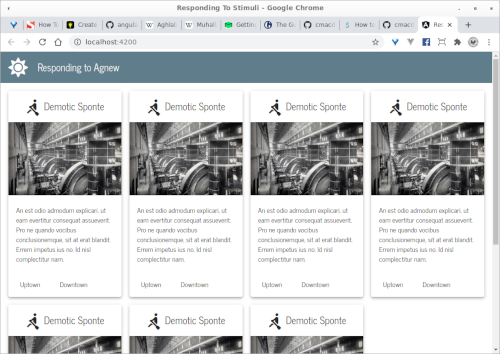 Responding To Stimuli - Google Chrome
How To
Create
angula
Aghlab
Muhall
Gettin
The G
cmacr
How to
cmacr
Res
localhost:4200
Responding to Agnew
Demotic Sponte
Demotic Sponte
Demotic Sponte
Demotic Sponte
An est odio admodum explicari, ut
eam evertitur consequat assueverit.
Pro ne quando vocibus
conclusionemque, sit at erat blandit.
Errem impetus ius no. Id nisl
complectitur nam.
Uptown Downtown
An est odio admodum explicari, ut
eam evertitur consequat assueverit.
Pro ne quando vocibus
conclusionemque, sit at erat blandit.
Errem impetus ius no. Id nisl
complectitur nam.
Uptown Downtown
An est odio admodum explicari, ut
eam evertitur consequat assueverit.
Pro ne quando vocibus
conclusionemque, sit at erat blandit.
Errem impetus ius no. Id nisl
complectitur nam.
Uptown Downtown
An est odio admodum explicari, ut
eam evertitur consequat assueverit.
Pro ne quando vocibus
conclusionemque, sit at erat blandit.
Errem impetus ius no. Id nisl
complectitur nam.
Uptown Downtown
Demotic Sponte
Demotic Sponte
Demotic Sponte